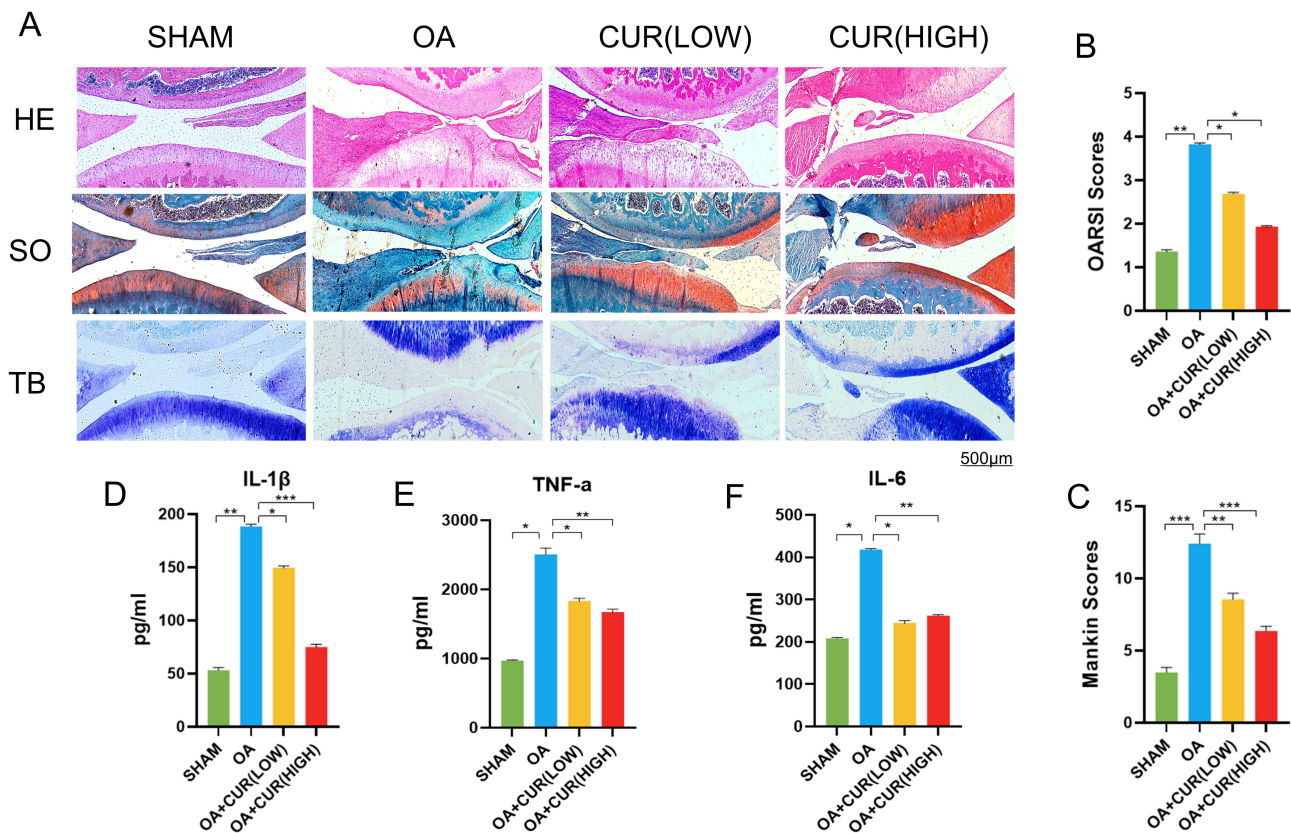 A
SHAM
OA
CUR(LOW)
CUR(HIGH)
HE
SO
TB
500μm
B
OARSI Scores
5
4
3
2
1
0
**
*
*
SHAM
OA
OA+CUR(LOW)
OA+CUR(HIGH)
D
IL-1β
pg/ml
200
150
100
50
0
**
*
***
SHAM
OA
OA+CUR(LOW)
OA+CUR(HIGH)
E
TNF-a
pg/ml
3000
2000
1000
0
*
*
**
SHAM
OA
OA+CUR(LOW)
OA+CUR(HIGH)
F
IL-6
pg/ml
500
400
300
200
100
0
*
*
**
SHAM
OA
OA+CUR(LOW)
OA+CUR(HIGH)
C
Mankin Scores
15
10
5
0
***
**
***
SHAM
OA
OA+CUR(LOW)
OA+CUR(HIGH)